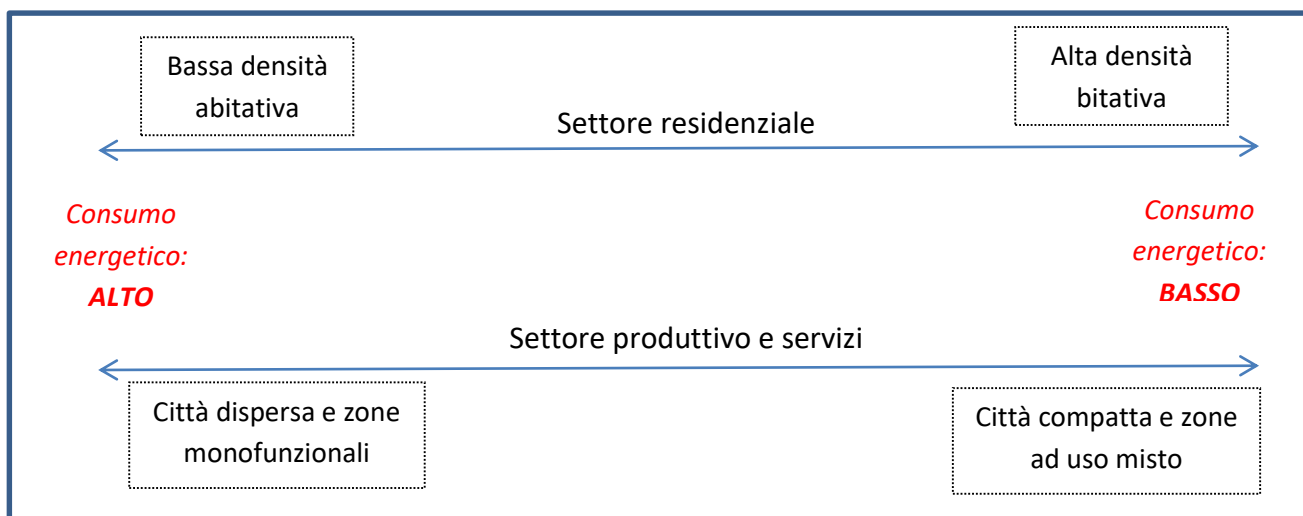 Bassa densità
abitativa
Alta densità
bitativa
Settore residenziale
Consumo
energetico:
ALTO
Consumo
energetico:
BASSO
Settore produttivo e servizi
Città dispersa e zone
monofunzionali
Città compatta e zone
ad uso misto